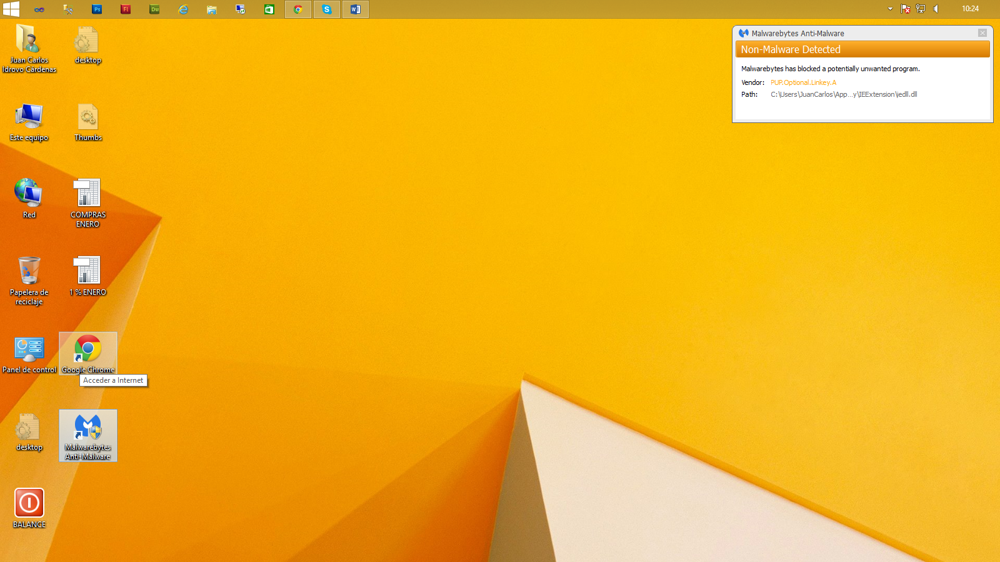 Ps
Fl
Dw
S
W
10:24
Malwarebytes Anti-Malware
Non-Malware Detected
Malwarebytes has blocked a potentially unwanted program.
Vendor: PUP.Optional.Linkey.A
Path: C:\Users\JuanCarlos\App...y\IEExtension\iedll.dll
Juan Carlos
Idrovo Cárdenas
desktop
Este equipo
Thumbs
Red
COMPRAS
ENERO
Papelera de
reciclaje
1 % ENERO
Panel de control
Google Chrome
Acceder a Internet
desktop
Malwarebytes
Anti-Malware
BALANCE